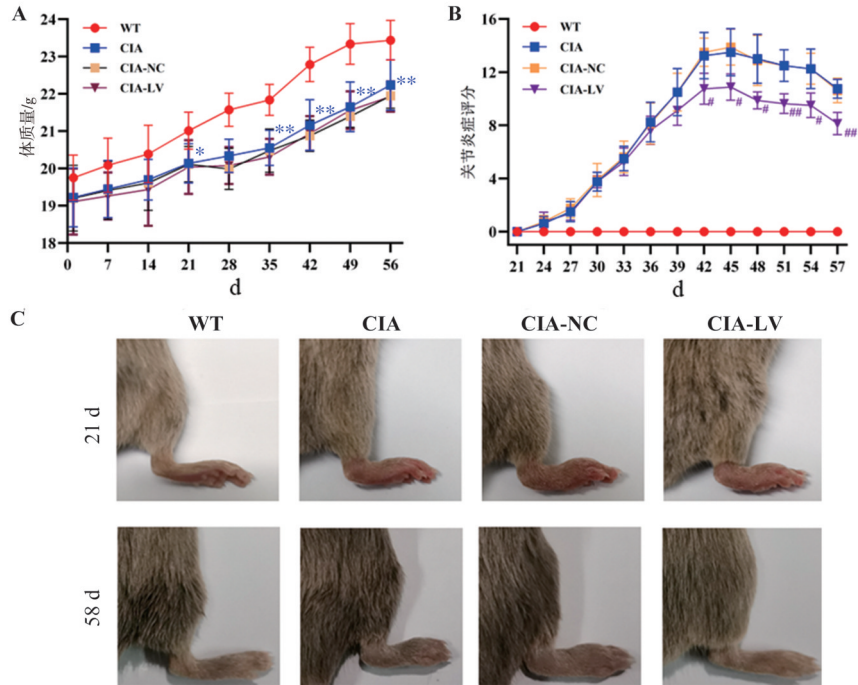 A
24
23
22
21
20
19
18
体质量/g
WT
CIA
CIA-NC
CIA-LV
*
**
**
**
**
0 7 14 21 28 35 42 49 56
d
B
16
12
8
4
0
关节炎症评分
WT
CIA
CIA-NC
CIA-LV
# # # ## # ##
21 24 27 30 33 36 39 42 45 48 51 54 57
d
C
WT CIA CIA-NC CIA-LV
21 d
58 d